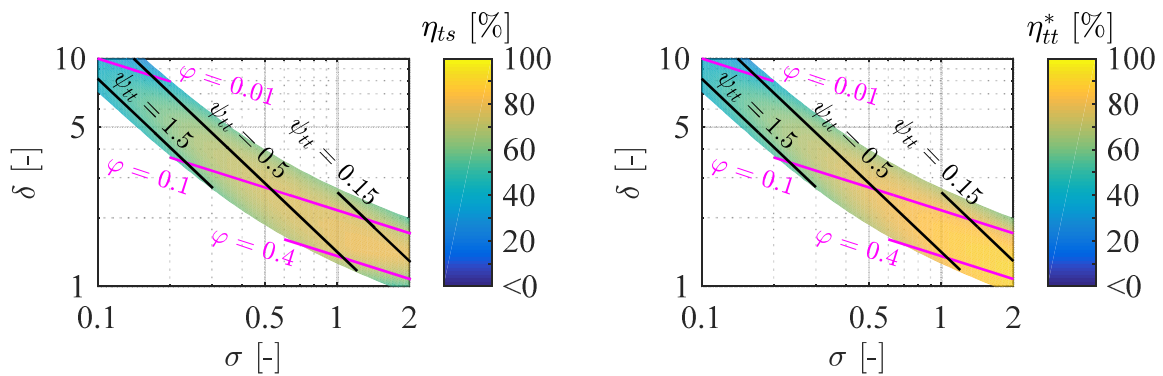 η_ts [%]
10
5
1
δ [-]
0.1
0.5
1
2
σ [-]
ψ_tt = 1.5
ψ_tt = 0.5
ψ_tt = 0.15
φ = 0.01
φ = 0.1
φ = 0.4
100
80
60
40
20
<0
η*_tt [%]
10
5
1
δ [-]
0.1
0.5
1
2
σ [-]
ψ_tt = 1.5
ψ_tt = 0.5
ψ_tt = 0.15
φ = 0.01
φ = 0.1
φ = 0.4
100
80
60
40
20
<0